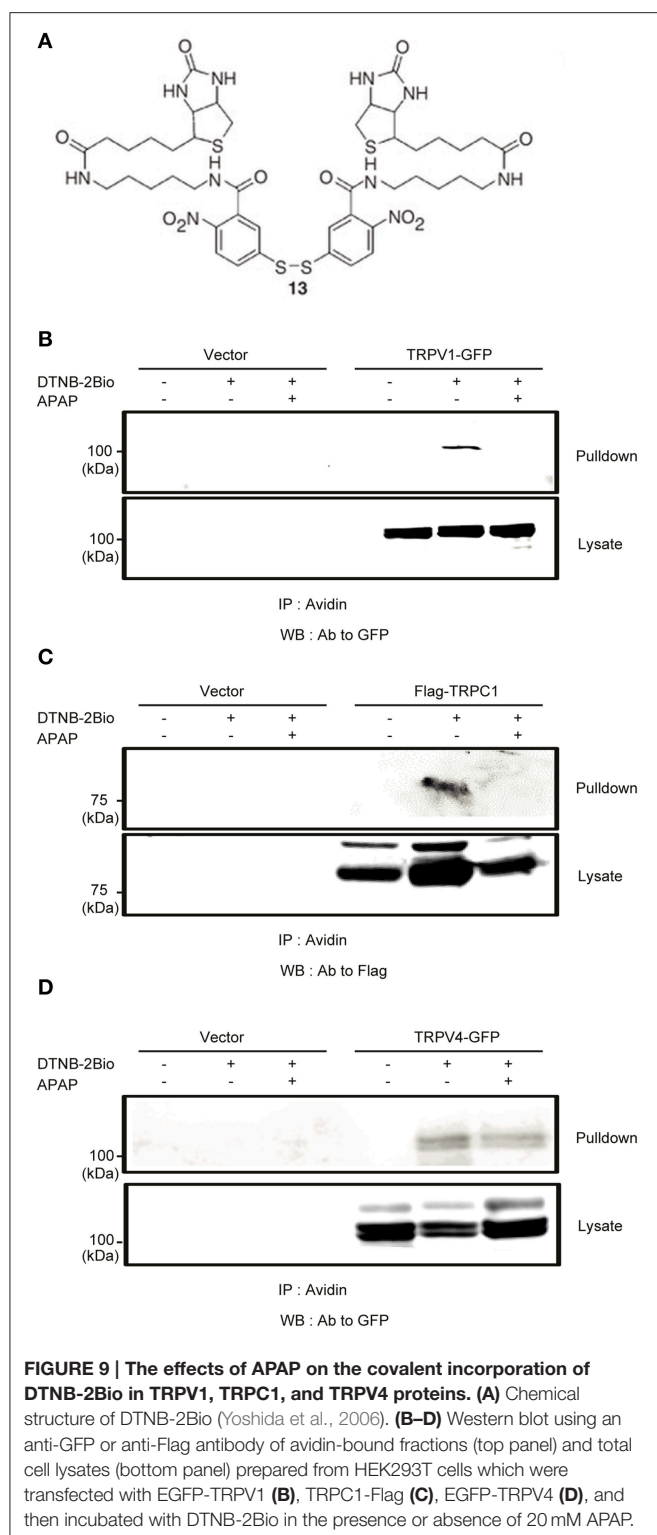 A
O
HN NH
HN NH
O
S
S
O
HN
H
N
O
O
H
N
NH
O2N
NO2
S–S
13
B
Vector TRPV1-GFP
DTNB-2Bio - + + - + +
APAP - - + - - +
100
(kDa)
Pulldown
100
(kDa)
Lysate
IP : Avidin
WB : Ab to GFP
C
Vector Flag-TRPC1
DTNB-2Bio - + + - + +
APAP - - + - - +
75
(kDa)
Pulldown
75
(kDa)
Lysate
IP : Avidin
WB : Ab to Flag
D
Vector TRPV4-GFP
DTNB-2Bio - + + - + +
APAP - - + - - +
100
(kDa)
Pulldown
100
(kDa)
Lysate
IP : Avidin
WB : Ab to GFP
FIGURE 9 | The effects of APAP on the covalent incorporation of
DTNB-2Bio in TRPV1, TRPC1, and TRPV4 proteins. (A) Chemical
structure of DTNB-2Bio (Yoshida et al., 2006). (B–D) Western blot using an
anti-GFP or anti-Flag antibody of avidin-bound fractions (top panel) and total
cell lysates (bottom panel) prepared from HEK293T cells which were
transfected with EGFP-TRPV1 (B), TRPC1-Flag (C), EGFP-TRPV4 (D), and
then incubated with DTNB-2Bio in the presence or absence of 20 mM APAP.